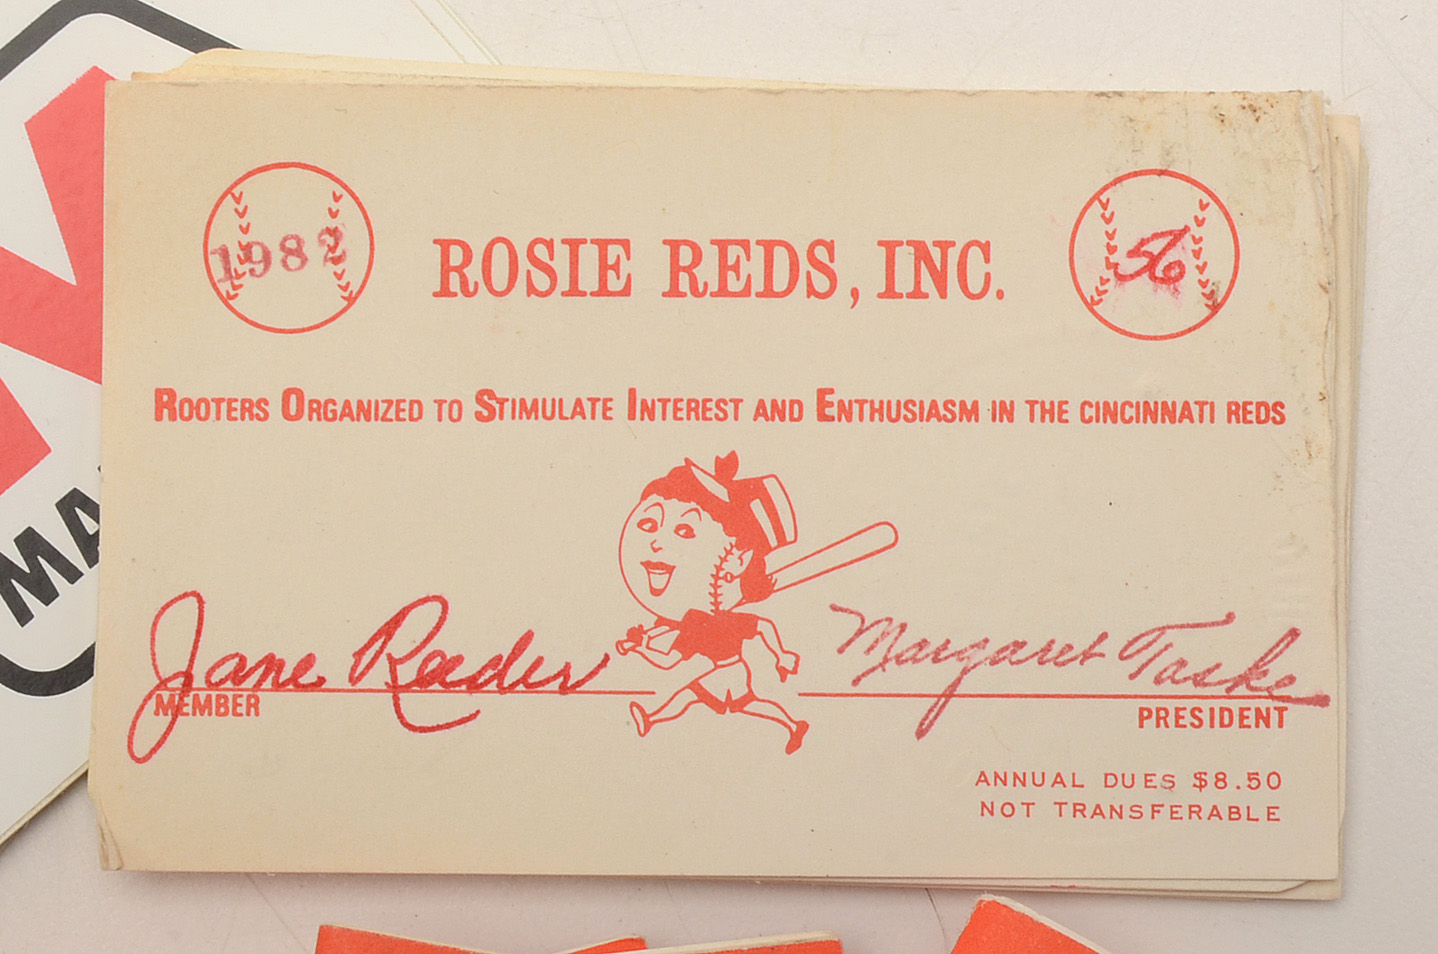 1982
ROSIE REDS, INC.
56
ROOTERS ORGANIZED TO STIMULATE INTEREST AND ENTHUSIASM IN THE CINCINNATI REDS
Jane Reeder
Margaret Taske
MEMBER
PRESIDENT
ANNUAL DUES $8.50
NOT TRANSFERABLE
MA